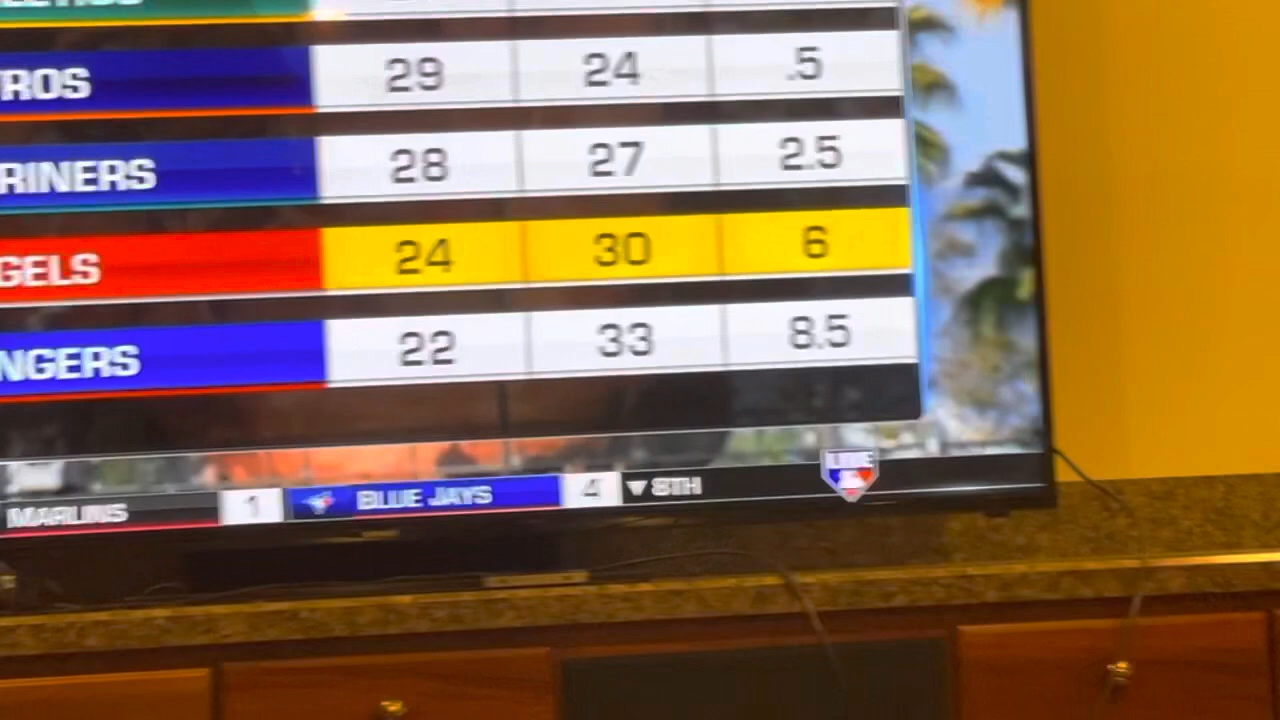 TROS 29 24 .5
RINERS 28 27 2.5
GELS 24 30 6
NGERS 22 33 8.5
MARLINS 1 BLUE JAYS 4 ▼ 8TH